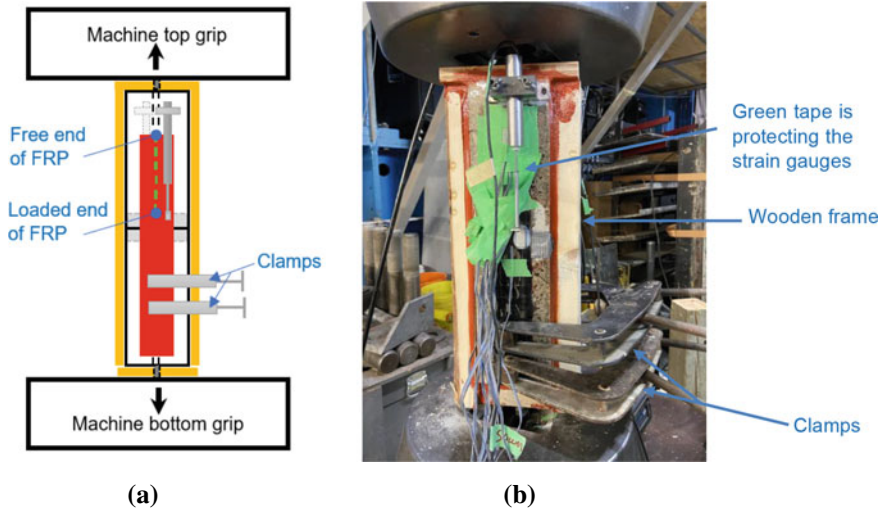 Machine top grip
Free end
of FRP
Loaded end
of FRP
Clamps
Machine bottom grip
(a)
Green tape is
protecting the
strain gauges
Wooden frame
Clamps
(b)